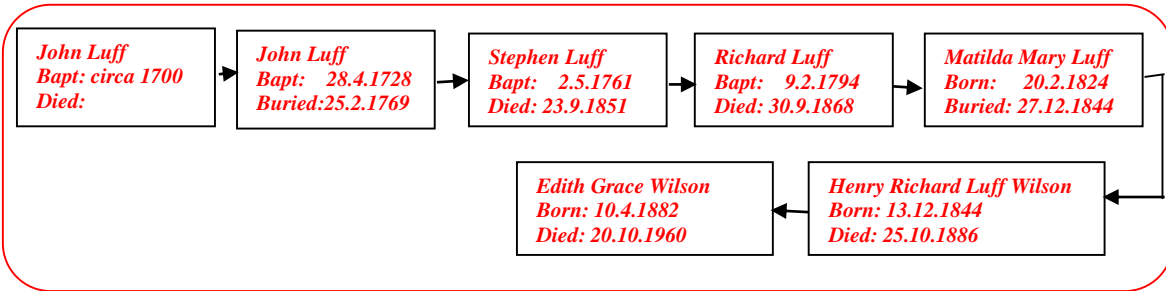 John Luff
Bapt: circa 1700
Died:
John Luff
Bapt: 28.4.1728
Buried:25.2.1769
Stephen Luff
Bapt: 2.5.1761
Died: 23.9.1851
Richard Luff
Bapt: 9.2.1794
Died: 30.9.1868
Matilda Mary Luff
Born: 20.2.1824
Buried: 27.12.1844
Edith Grace Wilson
Born: 10.4.1882
Died: 20.10.1960
Henry Richard Luff Wilson
Born: 13.12.1844
Died: 25.10.1886